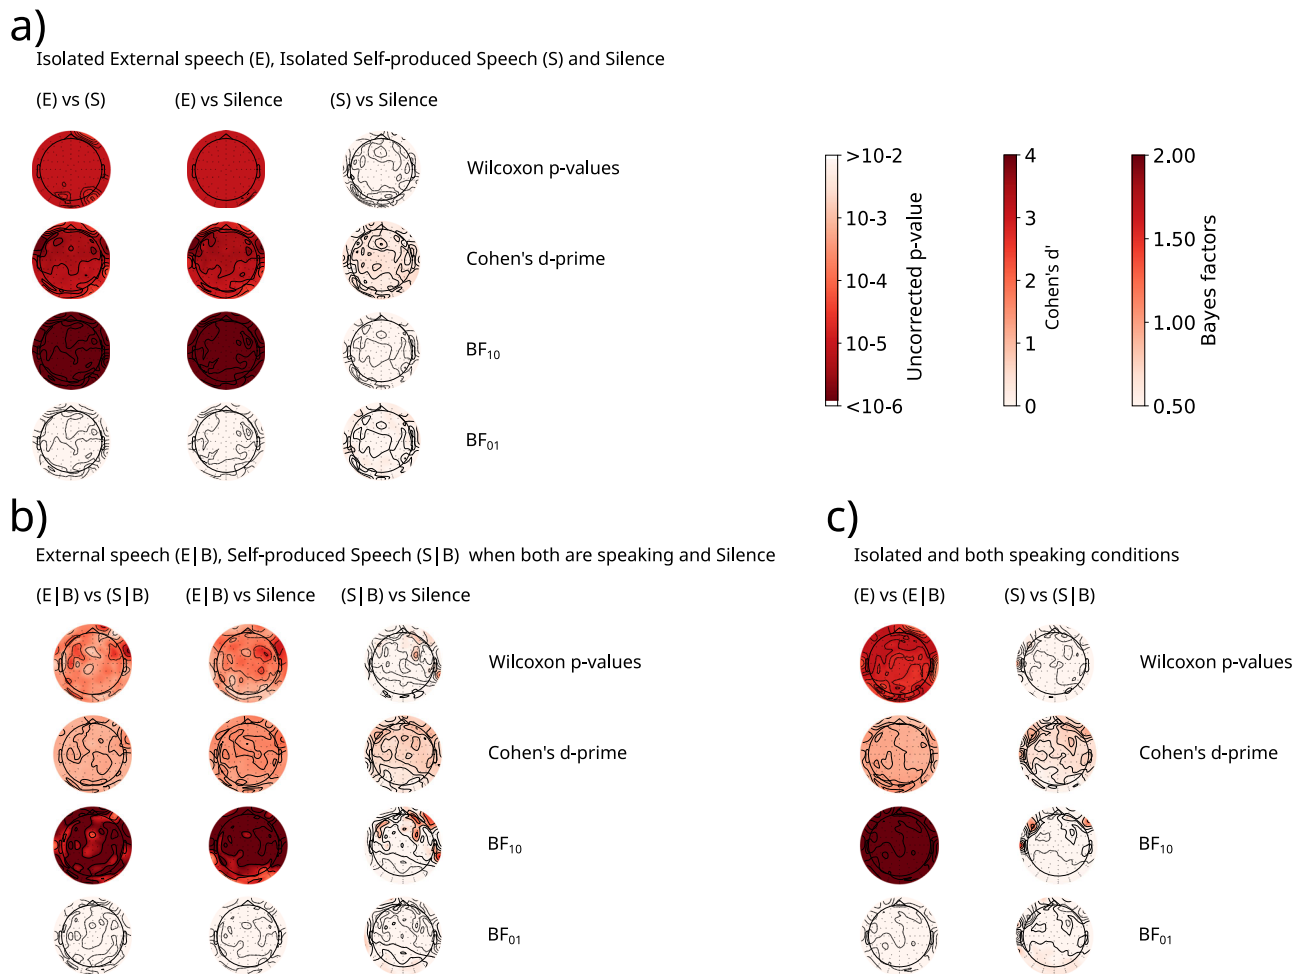 a)
Isolated External speech (E), Isolated Self-produced Speech (S) and Silence
(E) vs (S)
(E) vs Silence
(S) vs Silence
Wilcoxon p-values
Cohen's d-prime
BF10
BF01
>10-2
10-3
10-4
10-5
<10-6
Uncorrected p-value
4
3
2
1
0
Cohen's d'
2.00
1.50
1.00
0.50
Bayes factors
b)
External speech (E|B), Self-produced Speech (S|B) when both are speaking and Silence
(E|B) vs (S|B)
(E|B) vs Silence
(S|B) vs Silence
Wilcoxon p-values
Cohen's d-prime
BF10
BF01
c)
Isolated and both speaking conditions
(E) vs (E|B)
(S) vs (S|B)
Wilcoxon p-values
Cohen's d-prime
BF10
BF01